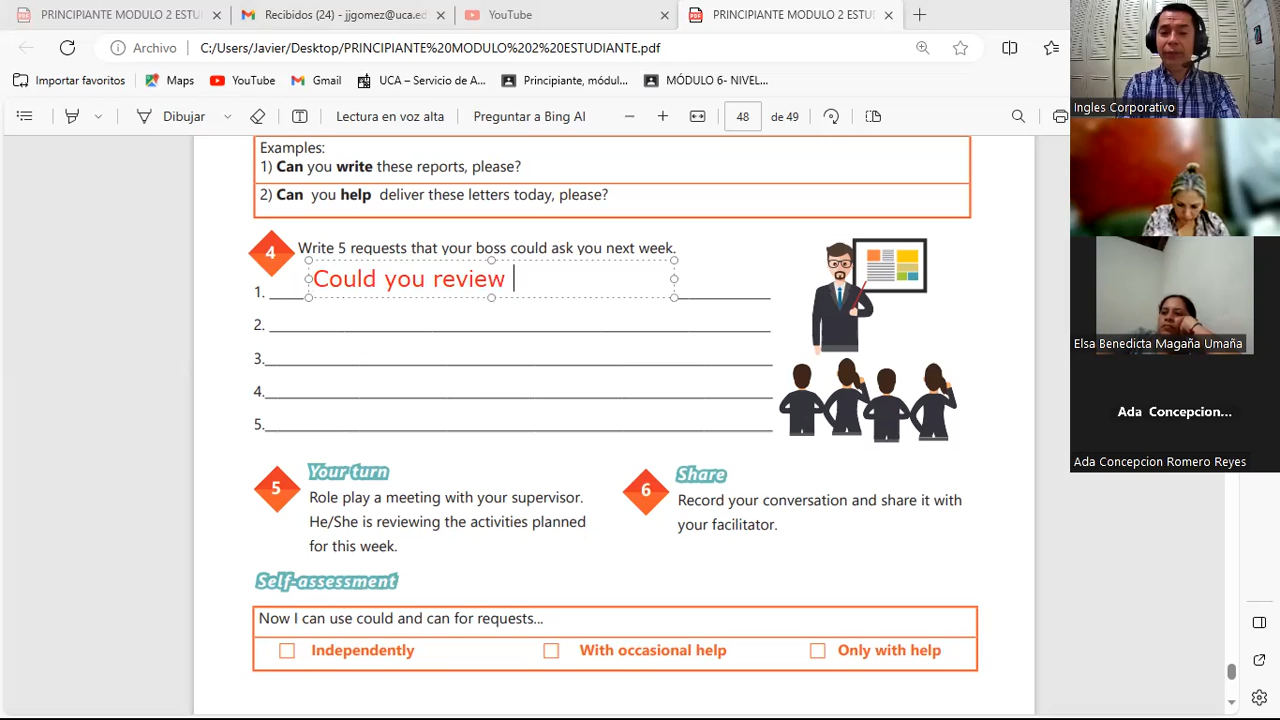 PRINCIPIANTE MODULO 2 ESTUDI
Recibidos (24) - jjgomez@uca.ed
YouTube
PRINCIPIANTE MODULO 2 ESTUDI
Archivo
C:/Users/Javier/Desktop/PRINCIPIANTE%20MODULO%202%20ESTUDIANTE.pdf
Importar favoritos
Maps
YouTube
Gmail
UCA – Servicio de A...
Principiante, módul...
MÓDULO 6- NIVEL...
Dibujar
Lectura en voz alta
Preguntar a Bing AI
48
de 49
Examples:
1) Can you write these reports, please?
2) Can you help deliver these letters today, please?
4
Write 5 requests that your boss could ask you next week.
Could you review
1.
2.
3.
4.
5.
5
Your turn
Role play a meeting with your supervisor.
He/She is reviewing the activities planned
for this week.
6
Share
Record your conversation and share it with
your facilitator.
Self-assessment
Now I can use could and can for requests...
Independently
With occasional help
Only with help
Ingles Corporativo
Elsa Benedicta Magaña Umaña
Ada Concepcion...
Ada Concepcion Romero Reyes